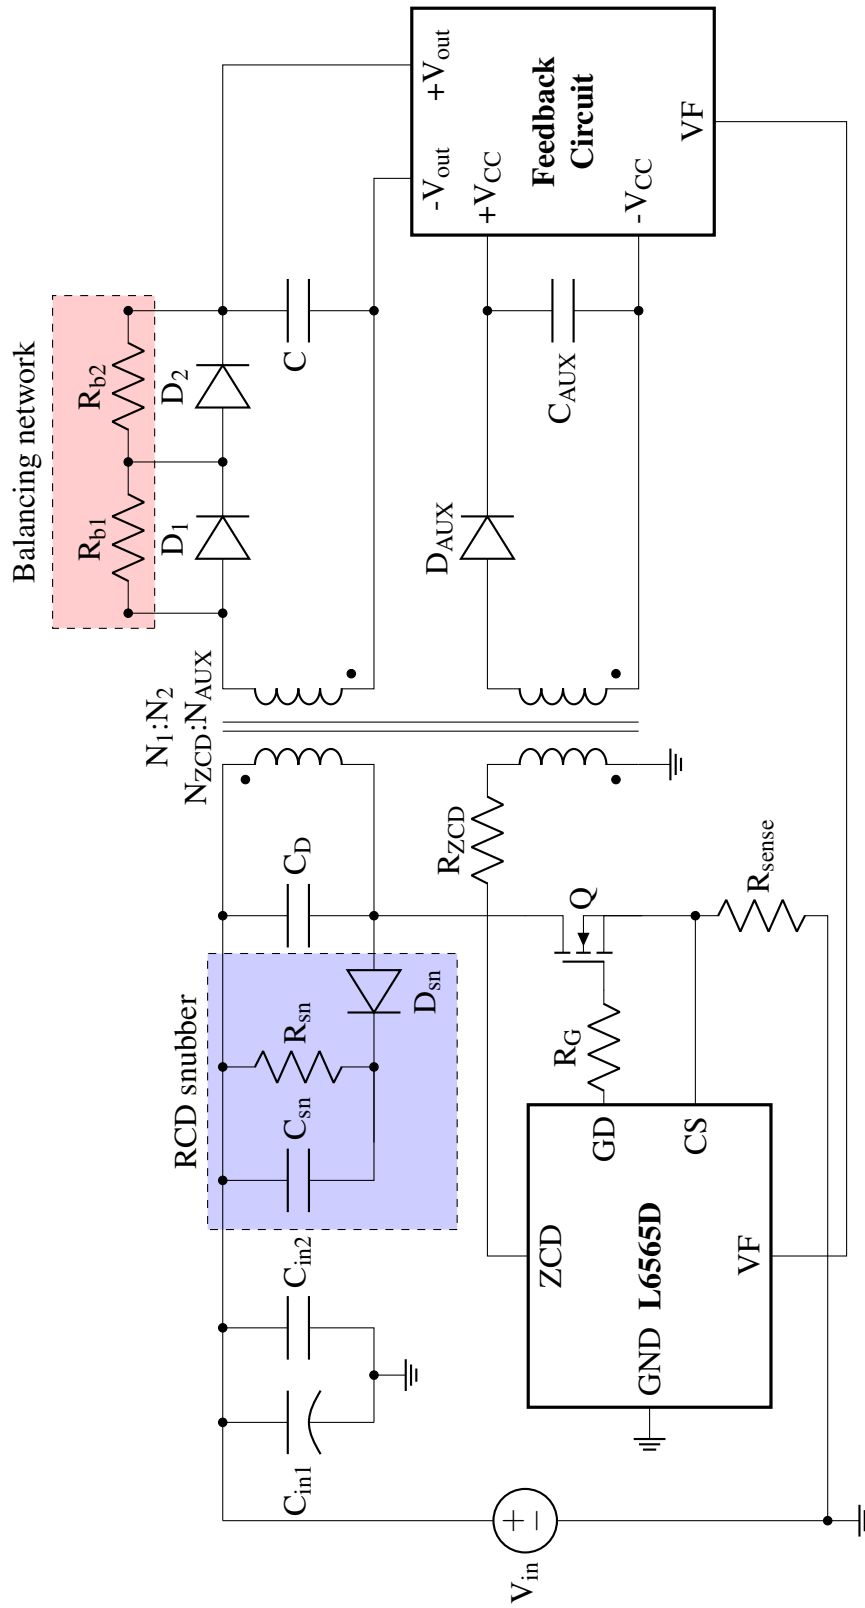 Balancing network
R_b1
R_b2
D_1
D_2
N_1:N_2
N_ZCD:N_AUX
RCD snubber
C_in1
C_in2
C_sn
R_sn
D_sn
C_D
C
-V_out
+V_out
Feedback
Circuit
+V_CC
-V_CC
VF
D_AUX
C_AUX
R_ZCD
V_in
+
-
ZCD
GND
L6565D
GD
CS
VF
R_G
Q
R_sense